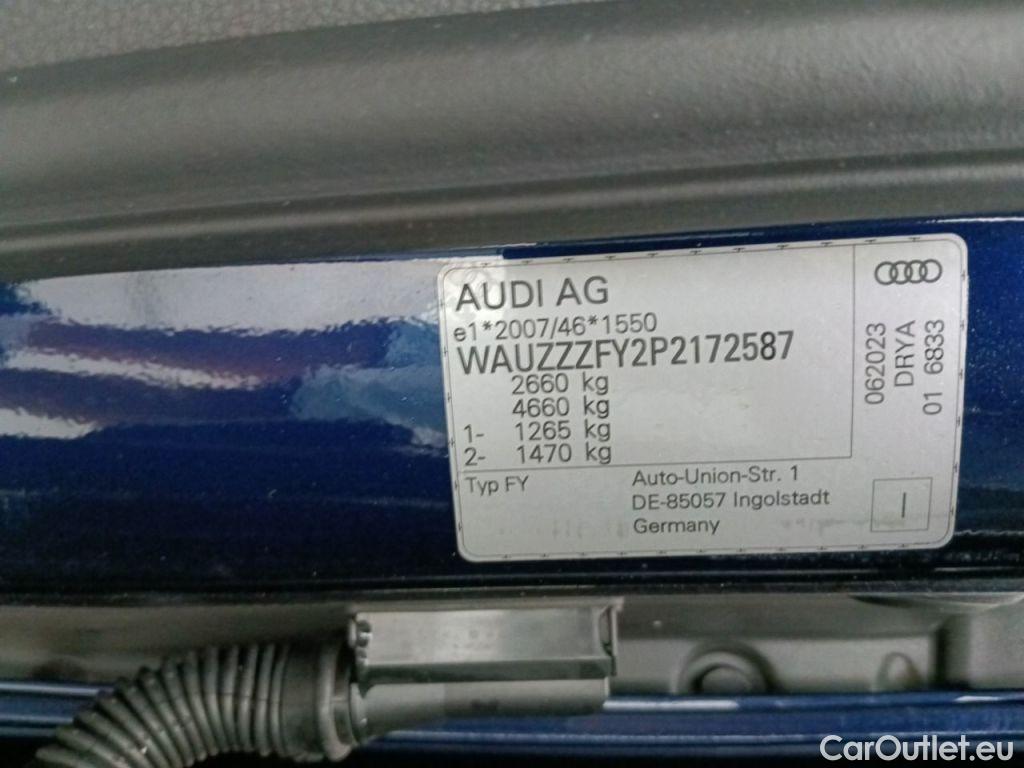 AUDI AG
e1*2007/46*1550
WAUZZZFY2P2172587
2660 kg
4660 kg
1- 1265 kg
2- 1470 kg
Typ FY
Auto-Union-Str. 1
DE-85057 Ingolstadt
Germany
062023
DRYA
01 6833
I
CarOutlet.eu